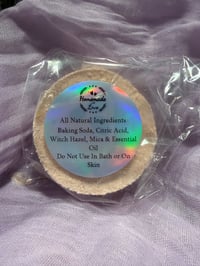 Homemade
Love
All Natural Ingredients
Baking Soda, Citric Acid,
Witch Hazel, Mica & Essential
Oil
Do Not Use In Bath or On
Skin